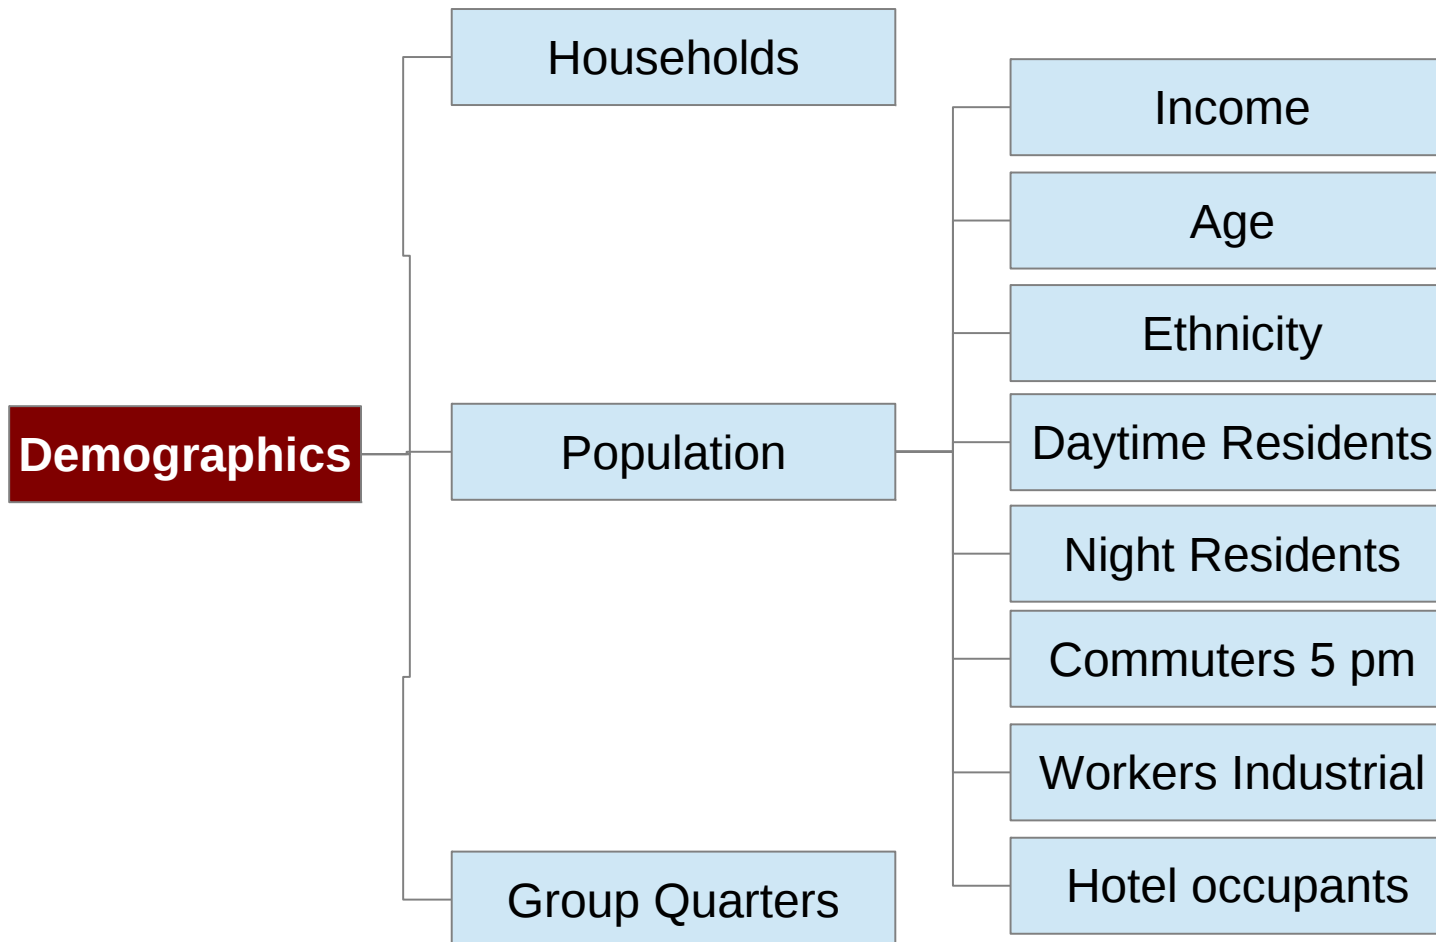 Demographics
Households
Population
Group Quarters
Income
Age
Ethnicity
Daytime Residents
Night Residents
Commuters 5 pm
Workers Industrial
Hotel occupants